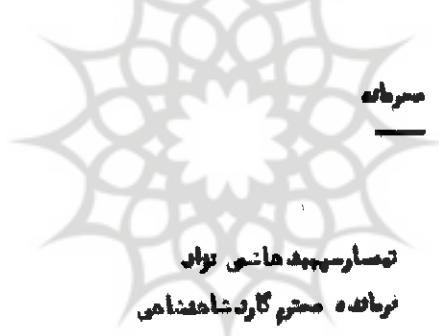 محرمانه
تیمسار سپهبد هاشمی نژاد
فرمانده محترم گارد شاهنشاهی